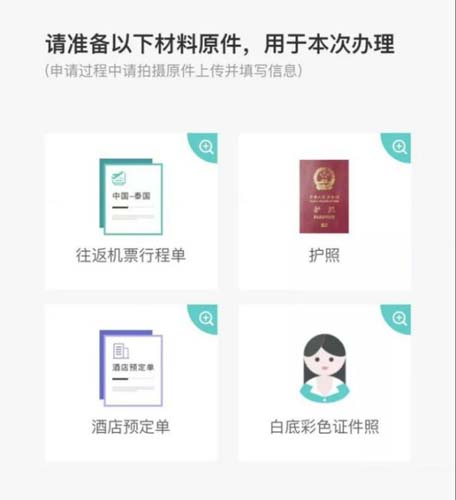 请准备以下材料原件，用于本次办理
(申请过程中请拍摄原件上传并填写信息)
中国-泰国
往返机票行程单
护照
酒店预定单
酒店预定单
白底彩色证件照